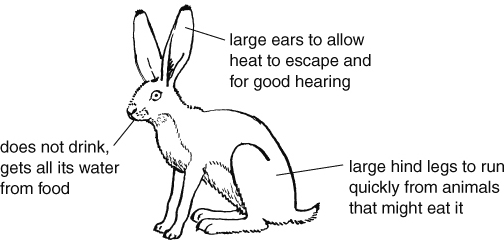 large ears to allow
heat to escape and
for good hearing
does not drink,
gets all its water
from food
large hind legs to run
quickly from animals
that might eat it